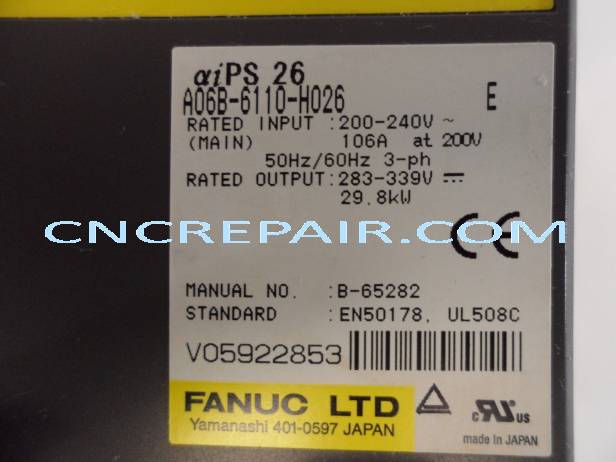 αiPS 26
A06B-6110-H026 E
RATED INPUT :200-240V ~
(MAIN) 106A at 200V
50Hz/60Hz 3-ph
RATED OUTPUT:283-339V ⎓
29.8kW
CNCREPAIR.COM
CE
MANUAL NO. :B-65282
STANDARD :EN50178, UL508C
V05922853
FANUC LTD
Yamanashi 401-0597 JAPAN
c RU US
made in JAPAN